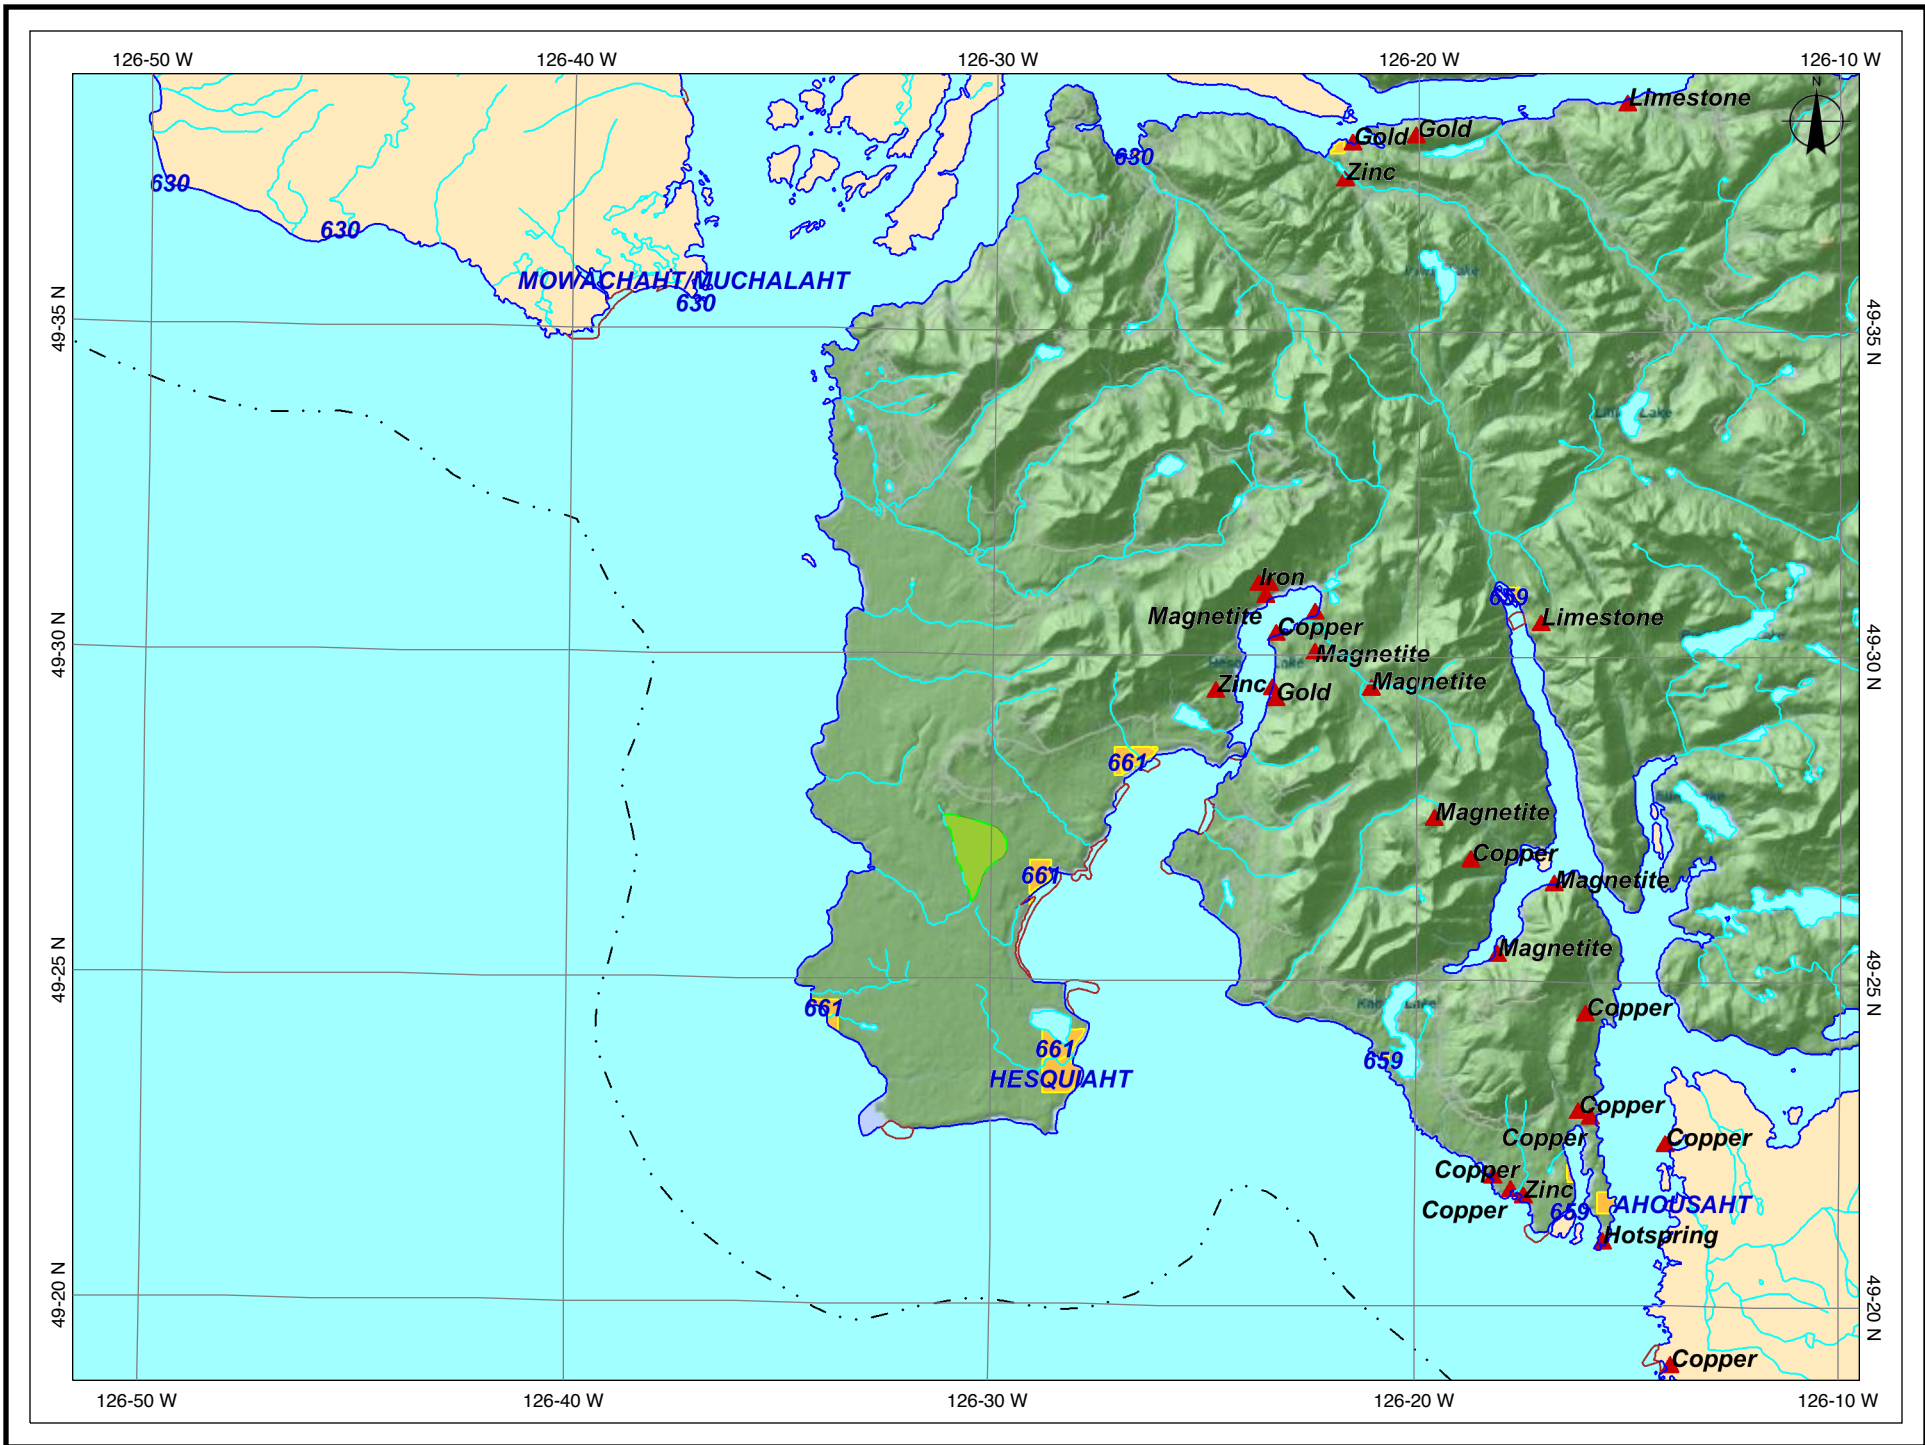 126-50 W
126-40 W
126-30 W
126-20 W
126-10 W
N
Limestone
Gold
Gold
630
Zinc
630
630
MOWACHAHT/MUCHALAHT
630
49-35 N
49-35 N
Iron
659
Magnetite
Limestone
Copper
49-30 N
49-30 N
Magnetite
Lake
Zinc
Gold
Magnetite
661
Magnetite
Copper
661
Magnetite
Magnetite
49-25 N
49-25 N
661
Lake
Copper
661
659
HESQUIAHT
Copper
Copper
Copper
Copper
Zinc
Copper
659
AHOUSAHT
Hotspring
49-20 N
49-20 N
Copper
126-50 W
126-40 W
126-30 W
126-20 W
126-10 W